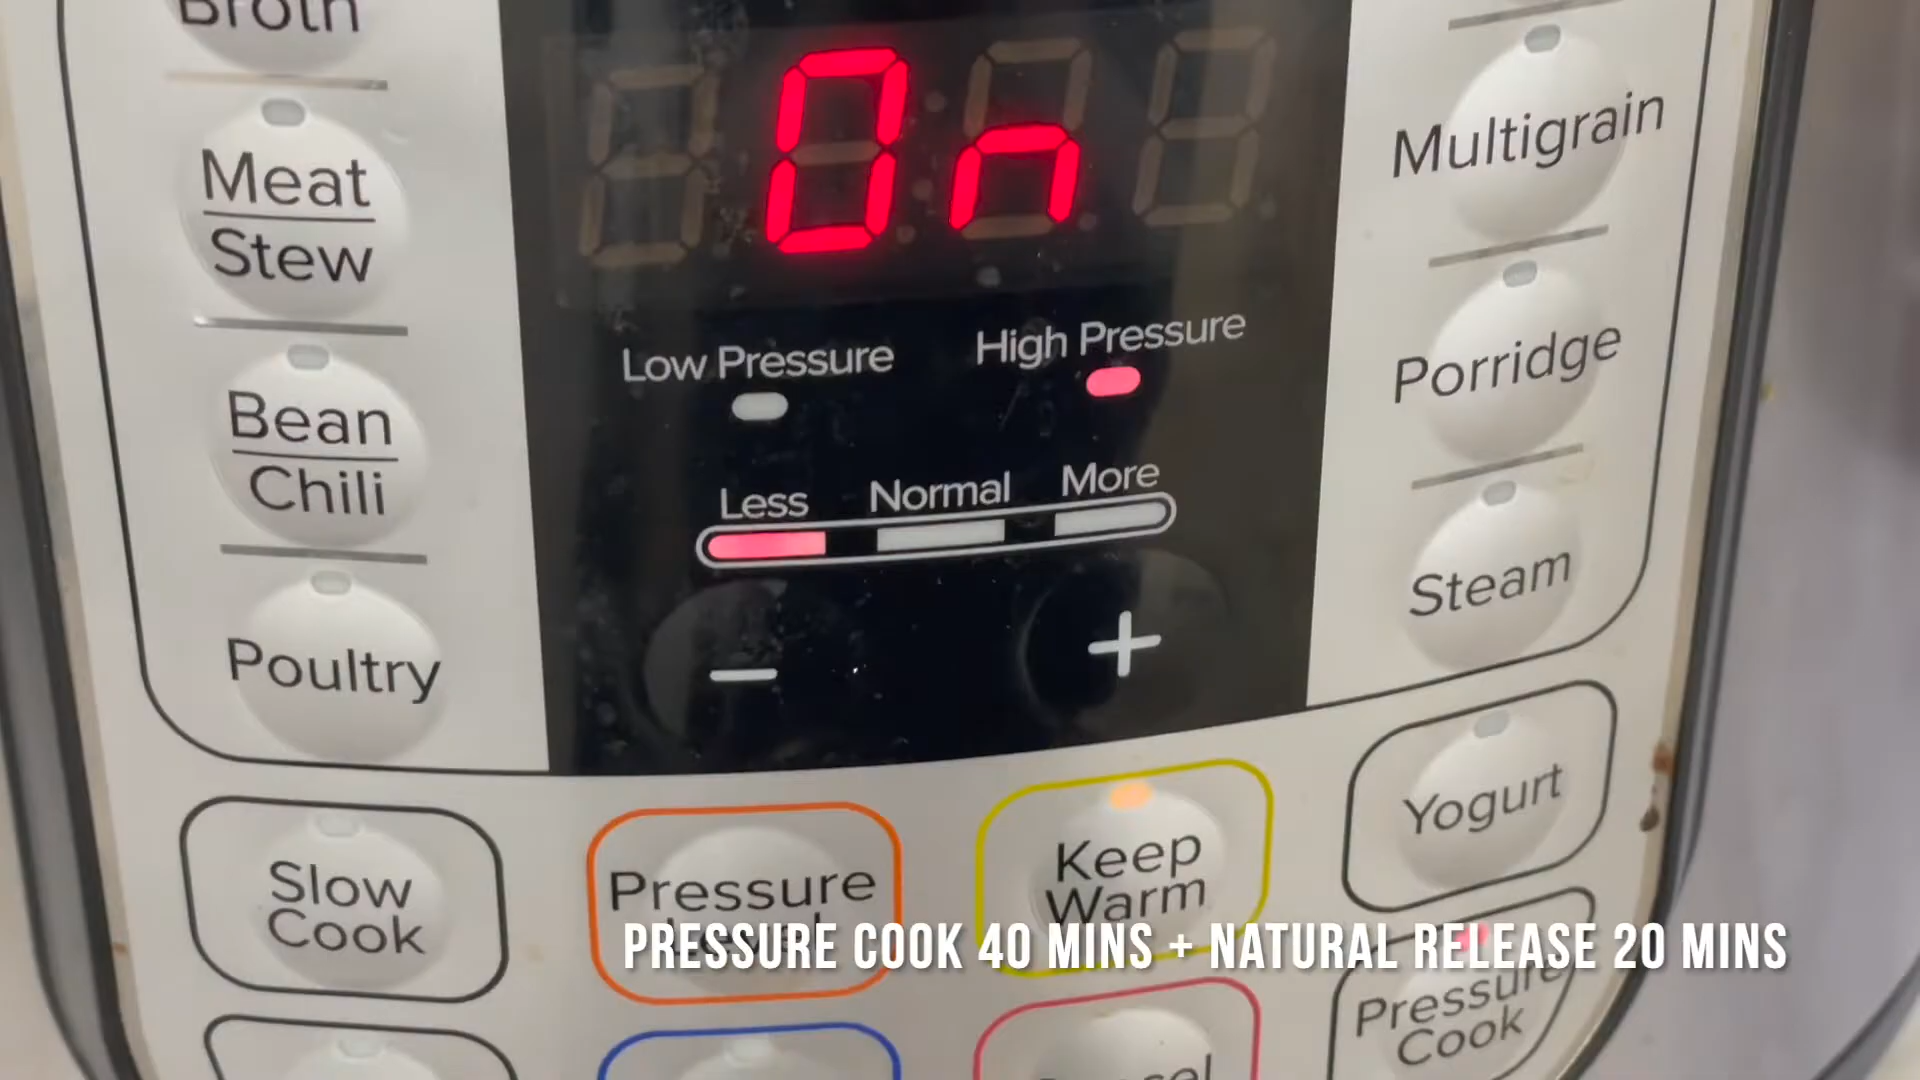 Broth
Meat
Stew
Bean
Chili
Poultry
On
Low Pressure
High Pressure
Less Normal More
− +
Multigrain
Porridge
Steam
Yogurt
Slow
Cook
Pressure
Keep
Warm
Pressure
Cook
PRESSURE COOK 40 MINS + NATURAL RELEASE 20 MINS